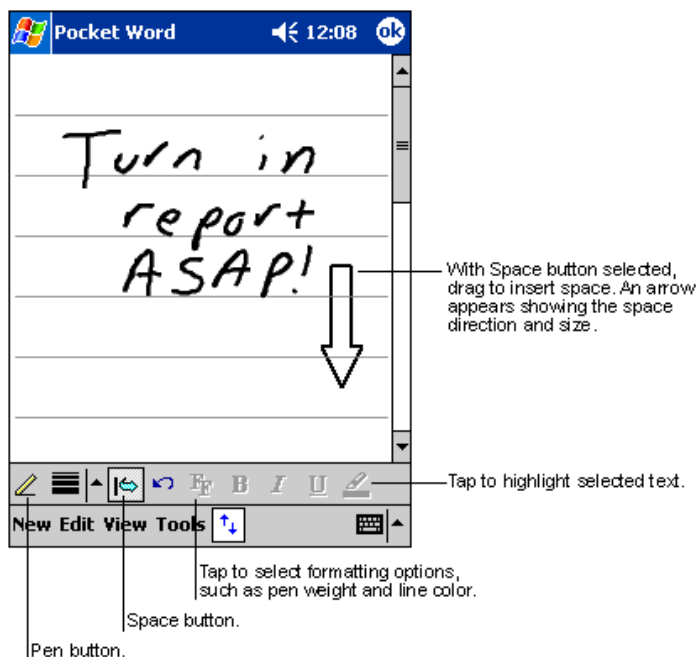 Pocket Word 12:08 ok
Turn in
report
ASAP!
With Space button selected,
drag to insert space. An arrow
appears showing the space
direction and size.
B I U
Tap to highlight selected text.
New Edit View Tools
Tap to select formatting options,
such as pen weight and line color.
Space button.
Pen button.